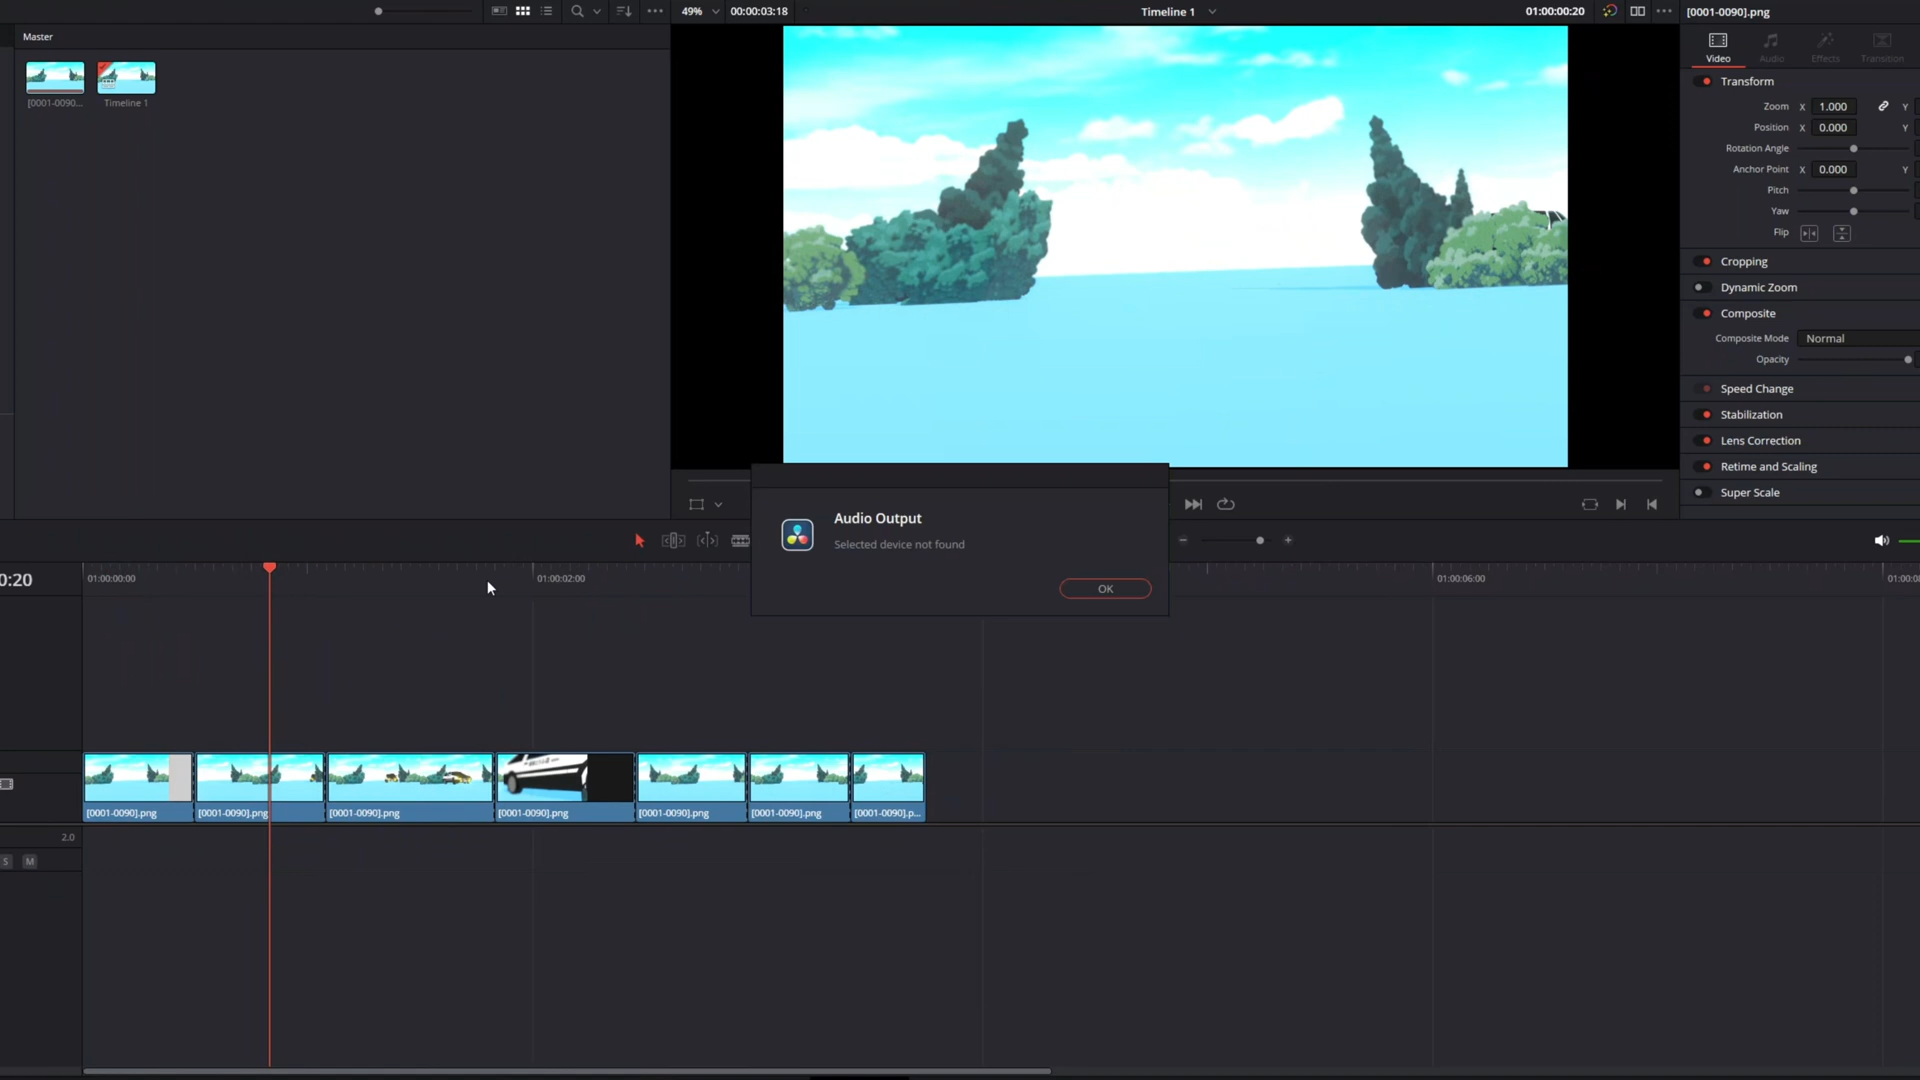 49%
00:00:03:18
Timeline 1
01:00:00:20
[0001-0090].png
Master
Video
Audio
Effects
Transition
[0001-0090...
Timeline 1
Transform
Zoom X 1.000 Y
Position X 0.000 Y
Rotation Angle
Anchor Point X 0.000 Y
Pitch
Yaw
Flip
Cropping
Dynamic Zoom
Composite
Composite Mode Normal
Opacity
Speed Change
Stabilization
Lens Correction
Retime and Scaling
Super Scale
Audio Output
Selected device not found
OK
0:20
01:00:00:00
01:00:02:00
01:00:06:00
01:00:0
[0001-0090].png
[0001-0090].png
[0001-0090].png
[0001-0090].png
[0001-0090].png
[0001-0090].png
[0001-0090].p...
2.0
S
M